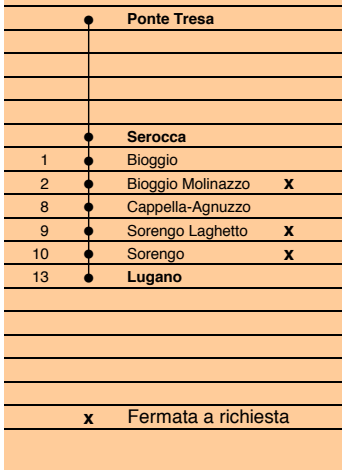 Ponte Tresa
Serocca
1 Bioggio
2 Bioggio Molinazzo x
8 Cappella-Agnuzzo
9 Sorengo Laghetto x
10 Sorengo x
13 Lugano
x Fermata a richiesta